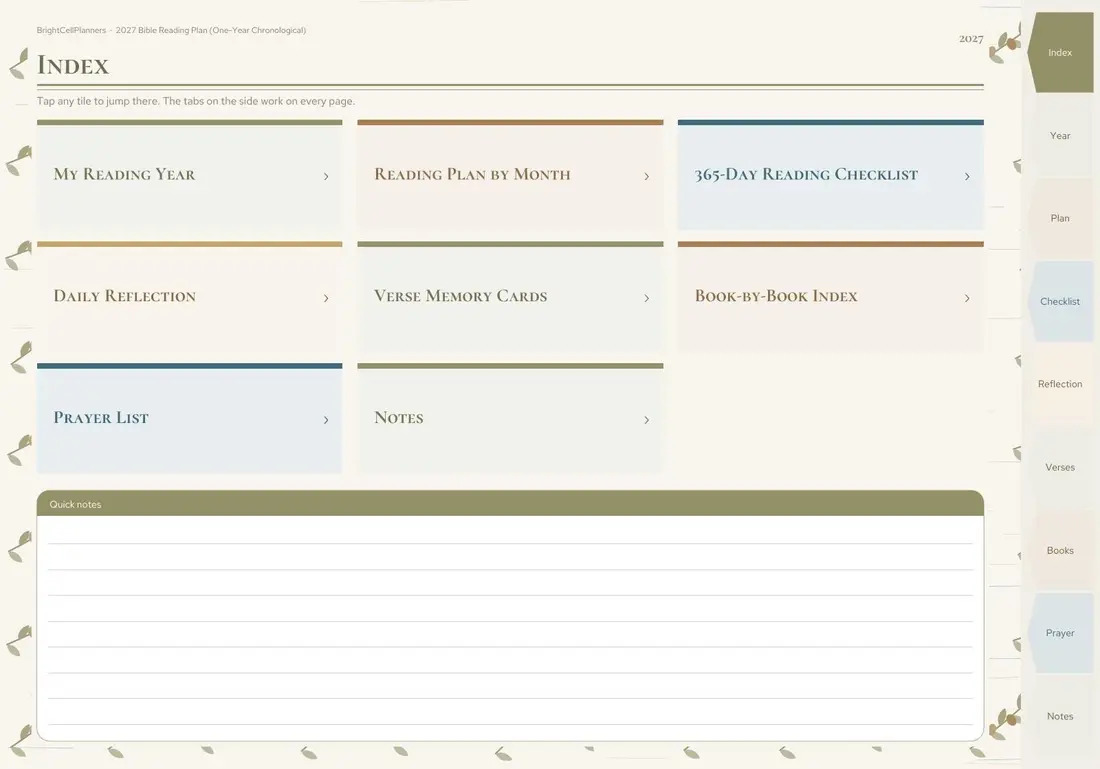 BrightCellPlanners · 2027 Bible Reading Plan (One-Year Chronological)
2027
Index
Tap any tile to jump there. The tabs on the side work on every page.
My Reading Year ›
Reading Plan by Month ›
365-Day Reading Checklist ›
Daily Reflection ›
Verse Memory Cards ›
Book-by-Book Index ›
Prayer List ›
Notes ›
Quick notes
Index
Year
Plan
Checklist
Reflection
Verses
Books
Prayer
Notes